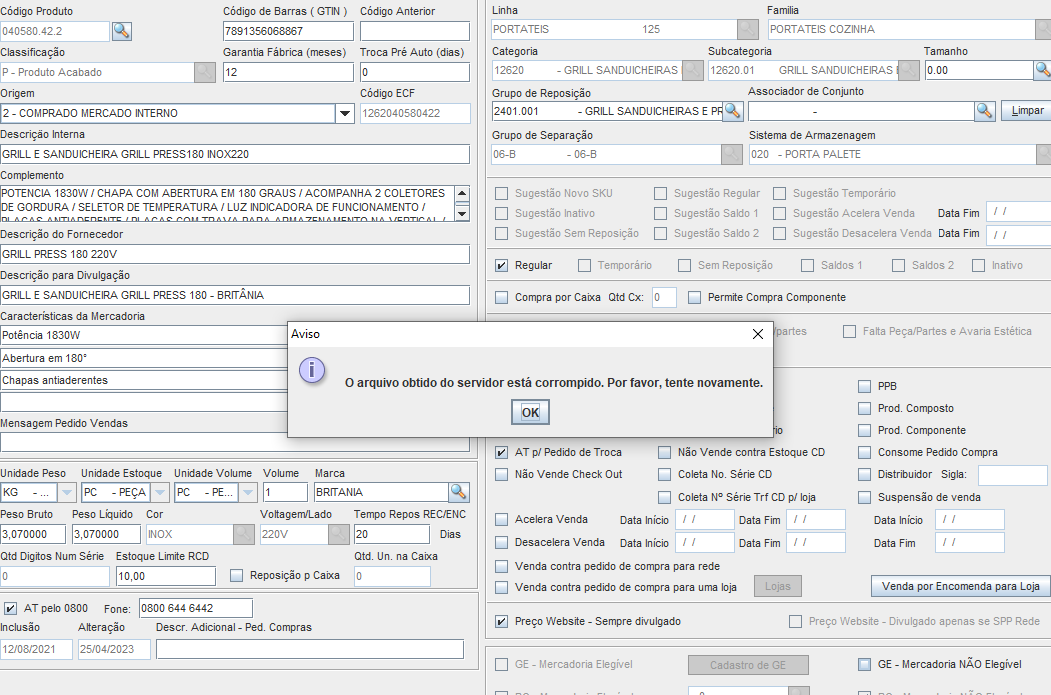 Código Produto Código de Barras ( GTIN ) Código Anterior
040580.42.2 7891356068867
Classificação Garantia Fábrica (meses) Troca Pré Auto (dias)
P - Produto Acabado 12 0
Origem Código ECF
2 - COMPRADO MERCADO INTERNO 1262040580422
Descrição Interna
GRILL E SANDUICHEIRA GRILL PRESS180 INOX220
Complemento
POTENCIA 1830W / CHAPA COM ABERTURA EM 180 GRAUS / ACOMPANHA 2 COLETORES
DE GORDURA / SELETOR DE TEMPERATURA / LUZ INDICADORA DE FUNCIONAMENTO /
PLACAS ANTIADERENTE / PLACAS COM TRAVA PARA ARMAZENAMENTO NA VERTICAL /
Descrição do Fornecedor
GRILL PRESS 180 220V
Descrição para Divulgação
GRILL E SANDUICHEIRA GRILL PRESS 180 - BRITÂNIA
Características da Mercadoria
Potência 1830W
Abertura em 180°
Chapas antiaderentes
Mensagem Pedido Vendas
Unidade Peso Unidade Estoque Unidade Volume Volume Marca
KG - ... PC - PEÇA PC - PE... 1 BRITANIA
Peso Bruto Peso Líquido Cor Voltagem/Lado Tempo Repos REC/ENC
3,070000 3,070000 INOX 220V 20 Dias
Qtd Digitos Num Série Estoque Limite RCD Qtd. Un. na Caixa
0 10,00 Reposição p Caixa 0
AT pelo 0800 Fone: 0800 644 6442
Inclusão Alteração Descr. Adicional - Ped. Compras
12/08/2021 25/04/2023
Linha Familia
PORTATEIS 125 PORTATEIS COZINHA
Categoria Subcategoria Tamanho
12620 - GRILL SANDUICHEIRAS 12620.01 GRILL SANDUICHEIRAS 0.00
Grupo de Reposição Associador de Conjunto
2401.001 - GRILL SANDUICHEIRAS E PR - Limpar
Grupo de Separação Sistema de Armazenagem
06-B - 06-B 020 - PORTA PALETE
Sugestão Novo SKU Sugestão Regular Sugestão Temporário
Sugestão Inativo Sugestão Saldo 1 Sugestão Acelera Venda Data Fim / /
Sugestão Sem Reposição Sugestão Saldo 2 Sugestão Desacelera Venda Data Fim / /
Regular Temporário Sem Reposição Saldos 1 Saldos 2 Inativo
Compra por Caixa Qtd Cx: 0 Permite Compra Componente
/partes Falta Peça/Partes e Avaria Estética
Aviso
O arquivo obtido do servidor está corrompido. Por favor, tente novamente.
OK
PPB
Prod. Composto
rio Prod. Componente
AT p/ Pedido de Troca Não Vende contra Estoque CD Consome Pedido Compra
Não Vende Check Out Coleta No. Série CD Distribuidor Sigla:
Coleta Nº Série Trf CD p/ loja Suspensão de venda
Acelera Venda Data Início / / Data Fim / / Data Início / /
Desacelera Venda Data Início / / Data Fim / / Data Fim / /
Venda contra pedido de compra para rede
Venda contra pedido de compra para uma loja Lojas Venda por Encomenda para Loja
Preço Website - Sempre divulgado Preço Website - Divulgado apenas se SPP Rede
GE - Mercadoria Elegível Cadastro de GE GE - Mercadoria NÃO Elegível